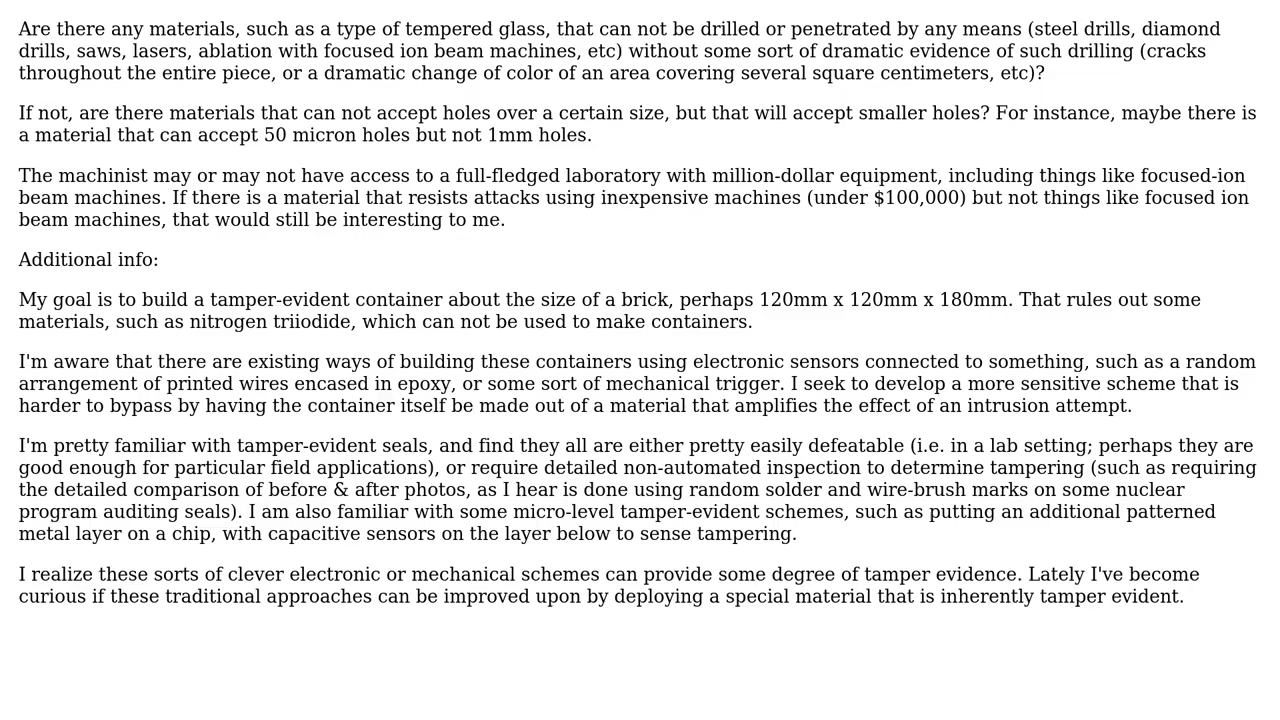 Are there any materials, such as a type of tempered glass, that can not be drilled or penetrated by any means (steel drills, diamond
drills, saws, lasers, ablation with focused ion beam machines, etc) without some sort of dramatic evidence of such drilling (cracks
throughout the entire piece, or a dramatic change of color of an area covering several square centimeters, etc)?
If not, are there materials that can not accept holes over a certain size, but that will accept smaller holes? For instance, maybe there is
a material that can accept 50 micron holes but not 1mm holes.
The machinist may or may not have access to a full-fledged laboratory with million-dollar equipment, including things like focused-ion
beam machines. If there is a material that resists attacks using inexpensive machines (under $100,000) but not things like focused ion
beam machines, that would still be interesting to me.
Additional info:
My goal is to build a tamper-evident container about the size of a brick, perhaps 120mm x 120mm x 180mm. That rules out some
materials, such as nitrogen triiodide, which can not be used to make containers.
I'm aware that there are existing ways of building these containers using electronic sensors connected to something, such as a random
arrangement of printed wires encased in epoxy, or some sort of mechanical trigger. I seek to develop a more sensitive scheme that is
harder to bypass by having the container itself be made out of a material that amplifies the effect of an intrusion attempt.
I'm pretty familiar with tamper-evident seals, and find they all are either pretty easily defeatable (i.e. in a lab setting; perhaps they are
good enough for particular field applications), or require detailed non-automated inspection to determine tampering (such as requiring
the detailed comparison of before & after photos, as I hear is done using random solder and wire-brush marks on some nuclear
program auditing seals). I am also familiar with some micro-level tamper-evident schemes, such as putting an additional patterned
metal layer on a chip, with capacitive sensors on the layer below to sense tampering.
I realize these sorts of clever electronic or mechanical schemes can provide some degree of tamper evidence. Lately I've become
curious if these traditional approaches can be improved upon by deploying a special material that is inherently tamper evident.